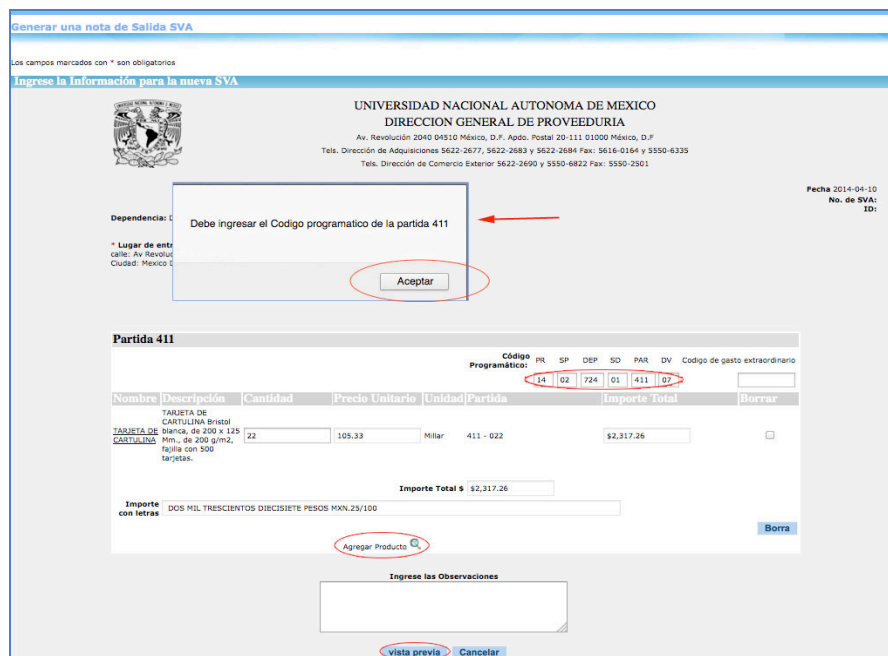 Generar una nota de Salida SVA
Los campos marcados con * son obligatorios
Ingrese la Información para la nueva SVA
UNIVERSIDAD NACIONAL AUTONOMA DE MEXICO
DIRECCION GENERAL DE PROVEEDURIA
Av. Revolución 2040 04510 México, D.F. Apdo. Postal 20-111 01000 México, D.F
Tels. Dirección de Adquisiciones 5622-2677, 5622-2683 y 5622-2684 Fax: 5616-0164 y 5550-6335
Tels. Dirección de Comercio Exterior 5622-2690 y 5550-6822 Fax: 5550-2501
Fecha 2014-04-10
No. de SVA:
ID:
Dependencia:
* Lugar de entr
calle: Av Revoluc
Ciudad: Mexico
Debe ingresar el Codigo programatico de la partida 411
Aceptar
Partida 411
Código Programático: PR SP DEP SD PAR DV Codigo de gasto extraordinario
14 02 724 01 411 07
Nombre Descripción Cantidad Precio Unitario Unidad Partida Importe Total Borrar
TARJETA DE CARTULINA
TARJETA DE
CARTULINA Bristol
blanca, de 200 x 125
Mm., de 200 g/m2,
fajilla con 500
tarjetas.
22 105.33 Millar 411 - 022 $2,317.26
Importe Total $ $2,317.26
Importe con letras DOS MIL TRESCIENTOS DIECISIETE PESOS MXN.25/100
Borra
Agregar Producto
Ingrese las Observaciones
vista previa Cancelar